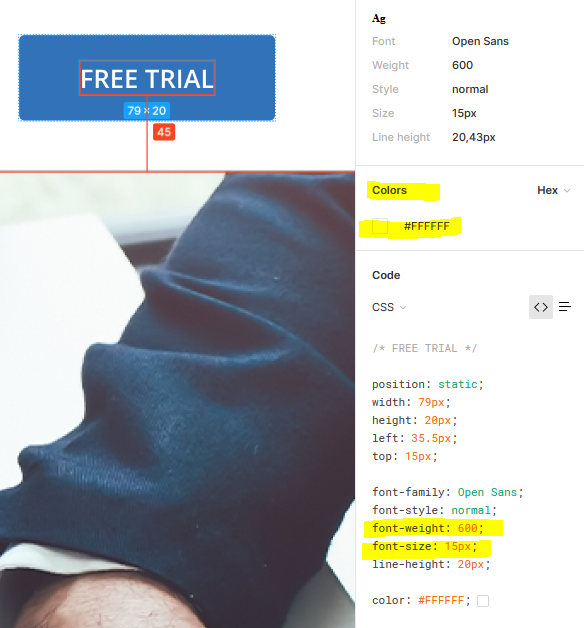 FREE TRIAL
79 × 20
45
Ag
Font Open Sans
Weight 600
Style normal
Size 15px
Line height 20,43px
Colors Hex
#FFFFFF
Code
CSS
/* FREE TRIAL */
position: static;
width: 79px;
height: 20px;
left: 35.5px;
top: 15px;
font-family: Open Sans;
font-style: normal;
font-weight: 600;
font-size: 15px;
line-height: 20px;
color: #FFFFFF;